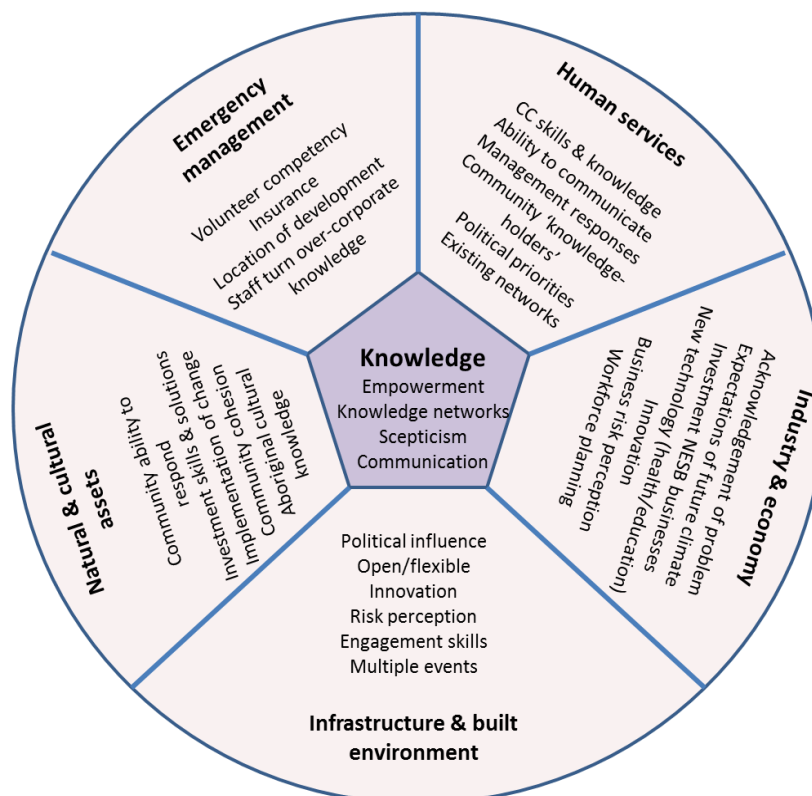 Emergency
management
Volunteer competency
Insurance
Location of development
Staff turn over-corporate
knowledge
Human services
CC skills & knowledge
Ability to communicate
Management responses
Community ‘knowledge-
holders’
Political priorities
Existing networks
Industry & economy
Acknowledgement of problem
Expectations of future climate
Investment NESB businesses
New technology (health/education)
Innovation
Business risk perception
Workforce planning
Infrastructure & built
environment
Political influence
Open/flexible
Innovation
Risk perception
Engagement skills
Multiple events
Natural & cultural
assets
Community ability to
respond
Investment skills & solutions
Implementation of change
Community cohesion
Aboriginal cultural
knowledge
Knowledge
Empowerment
Knowledge networks
Scepticism
Communication